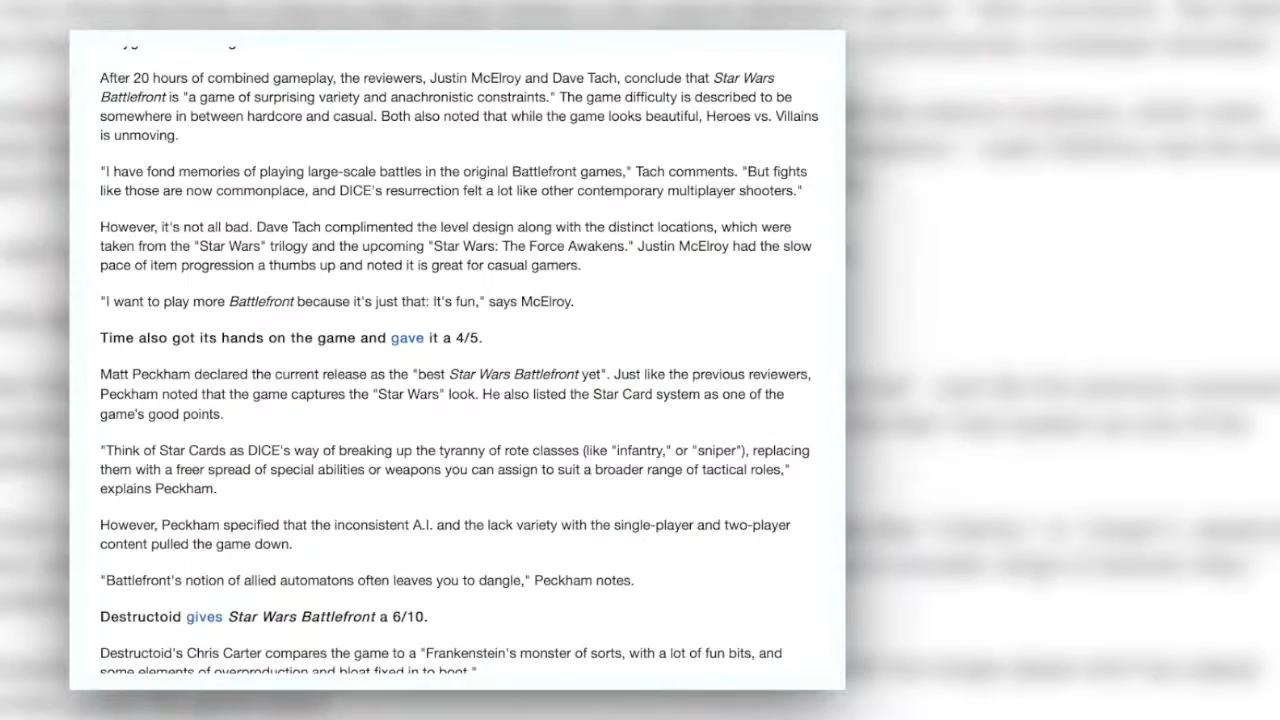 After 20 hours of combined gameplay, the reviewers, Justin McElroy and Dave Tach, conclude that Star Wars
Battlefront is "a game of surprising variety and anachronistic constraints." The game difficulty is described to be
somewhere in between hardcore and casual. Both also noted that while the game looks beautiful, Heroes vs. Villains
is unmoving.
"I have fond memories of playing large-scale battles in the original Battlefront games," Tach comments. "But fights
like those are now commonplace, and DICE's resurrection felt a lot like other contemporary multiplayer shooters."
However, it's not all bad. Dave Tach complimented the level design along with the distinct locations, which were
taken from the "Star Wars" trilogy and the upcoming "Star Wars: The Force Awakens." Justin McElroy had the slow
pace of item progression a thumbs up and noted it is great for casual gamers.
"I want to play more Battlefront because it's just that: It's fun," says McElroy.
Time also got its hands on the game and gave it a 4/5.
Matt Peckham declared the current release as the "best Star Wars Battlefront yet". Just like the previous reviewers,
Peckham noted that the game captures the "Star Wars" look. He also listed the Star Card system as one of the
game's good points.
"Think of Star Cards as DICE's way of breaking up the tyranny of rote classes (like "infantry," or "sniper"), replacing
them with a freer spread of special abilities or weapons you can assign to suit a broader range of tactical roles,"
explains Peckham.
However, Peckham specified that the inconsistent A.I. and the lack variety with the single-player and two-player
content pulled the game down.
"Battlefront's notion of allied automatons often leaves you to dangle," Peckham notes.
Destructoid gives Star Wars Battlefront a 6/10.
Destructoid's Chris Carter compares the game to a "Frankenstein's monster of sorts, with a lot of fun bits, and
some elements of overproduction and bloat fixed in to boot."